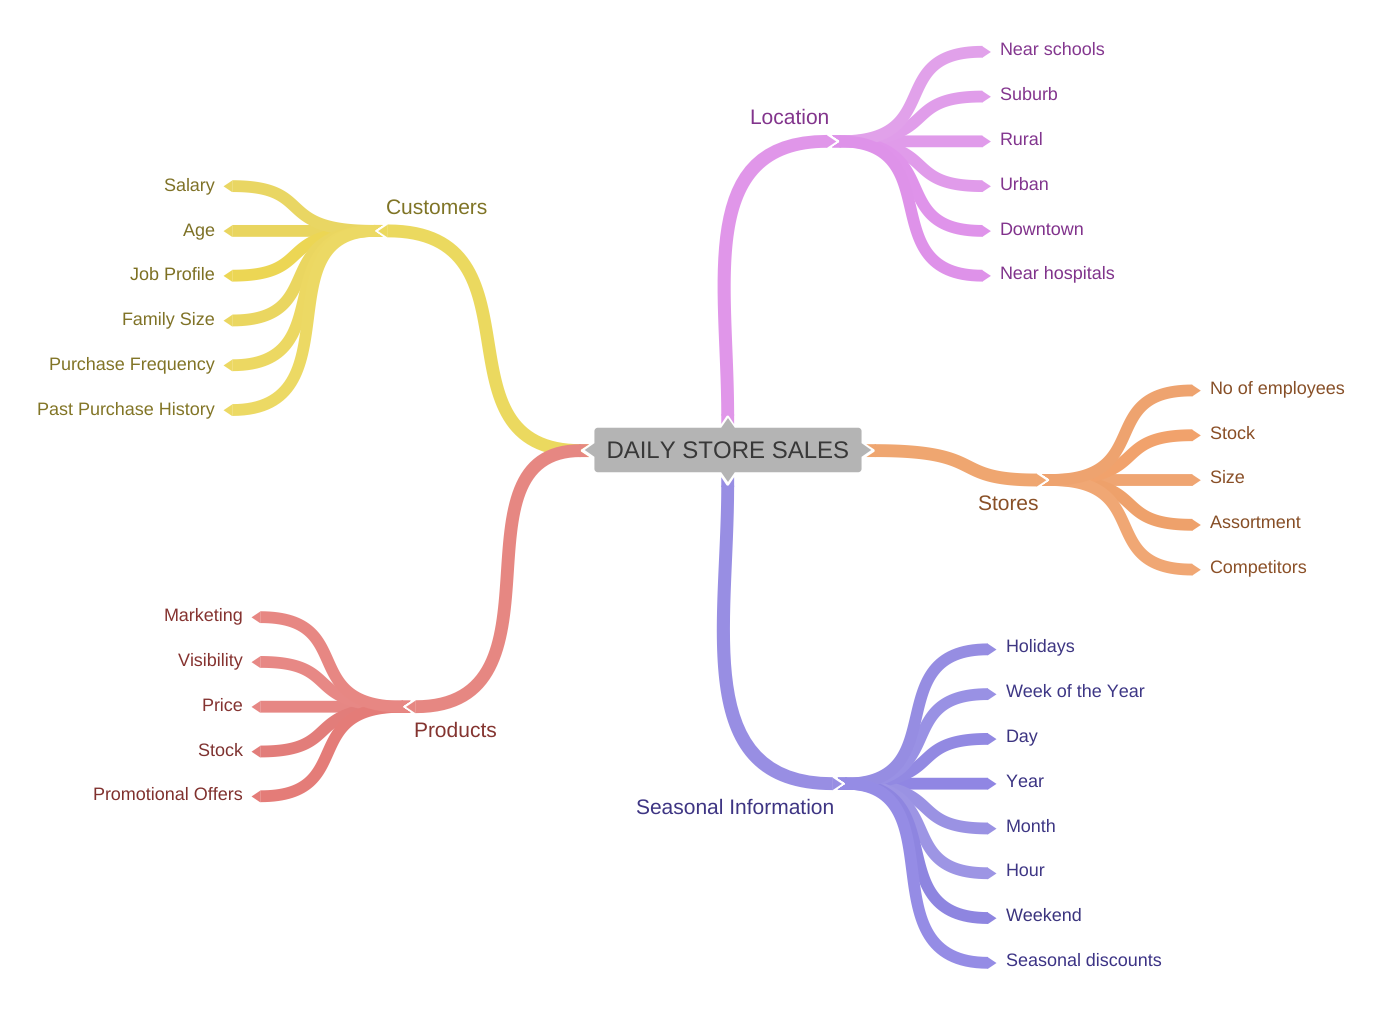 DAILY STORE SALES
Location
Near schools
Suburb
Rural
Urban
Downtown
Near hospitals
Customers
Salary
Age
Job Profile
Family Size
Purchase Frequency
Past Purchase History
Stores
No of employees
Stock
Size
Assortment
Competitors
Products
Marketing
Visibility
Price
Stock
Promotional Offers
Seasonal Information
Holidays
Week of the Year
Day
Year
Month
Hour
Weekend
Seasonal discounts